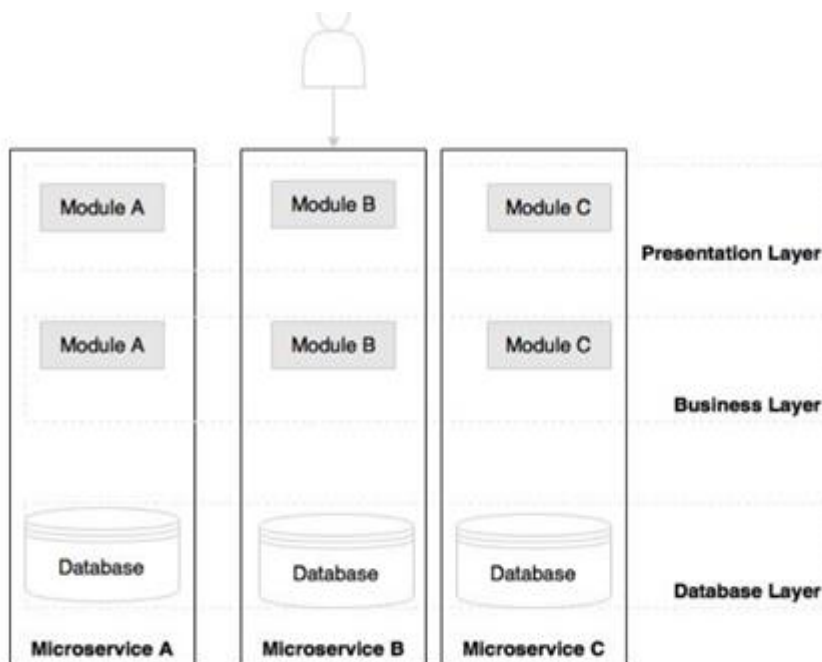 Module A
Module B
Module C
Presentation Layer
Module A
Module B
Module C
Business Layer
Database
Database
Database
Database Layer
Microservice A
Microservice B
Microservice C